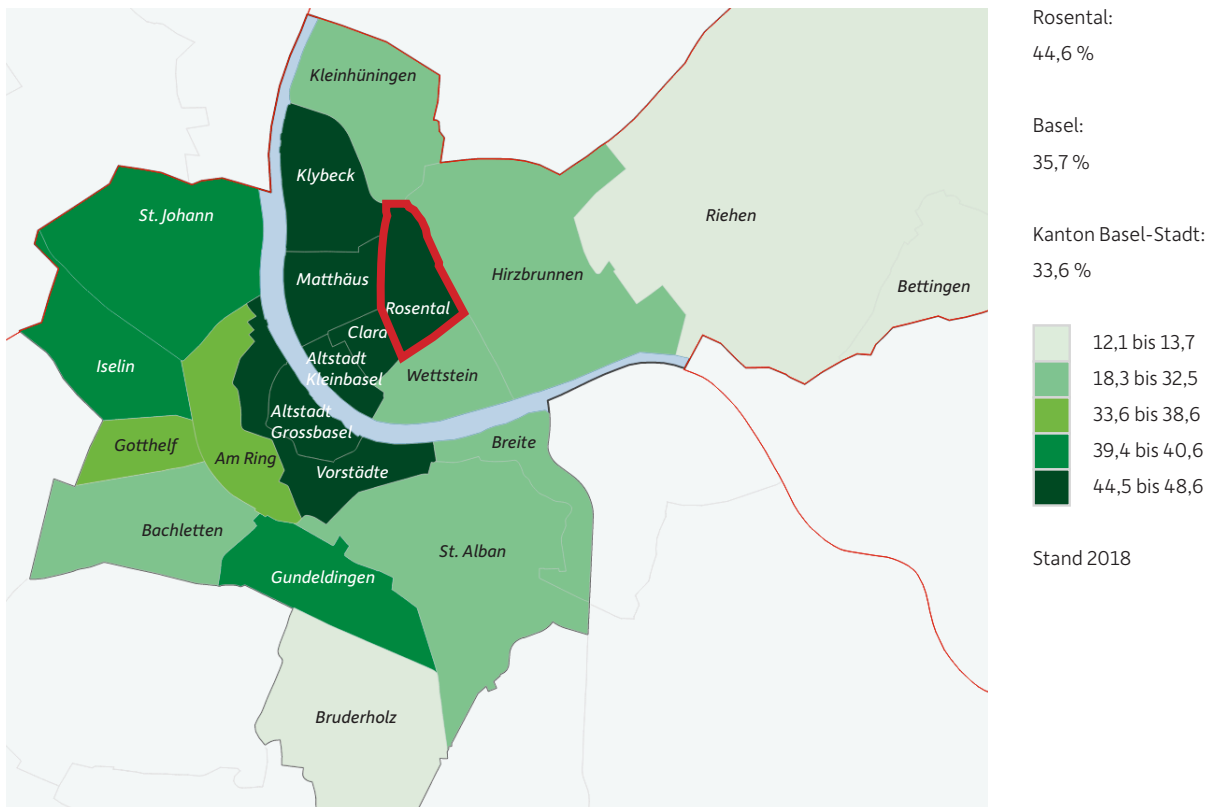 Kleinhüningen
Klybeck
St. Johann
Riehen
Matthäus
Hirzbrunnen
Bettingen
Rosental
Clara
Iselin
Altstadt
Kleinbasel
Wettstein
Altstadt
Grossbasel
Gotthelf
Am Ring
Breite
Vorstädte
Bachletten
St. Alban
Gundeldingen
Bruderholz
Rosental:
44,6 %
Basel:
35,7 %
Kanton Basel-Stadt:
33,6 %
12,1 bis 13,7
18,3 bis 32,5
33,6 bis 38,6
39,4 bis 40,6
44,5 bis 48,6
Stand 2018